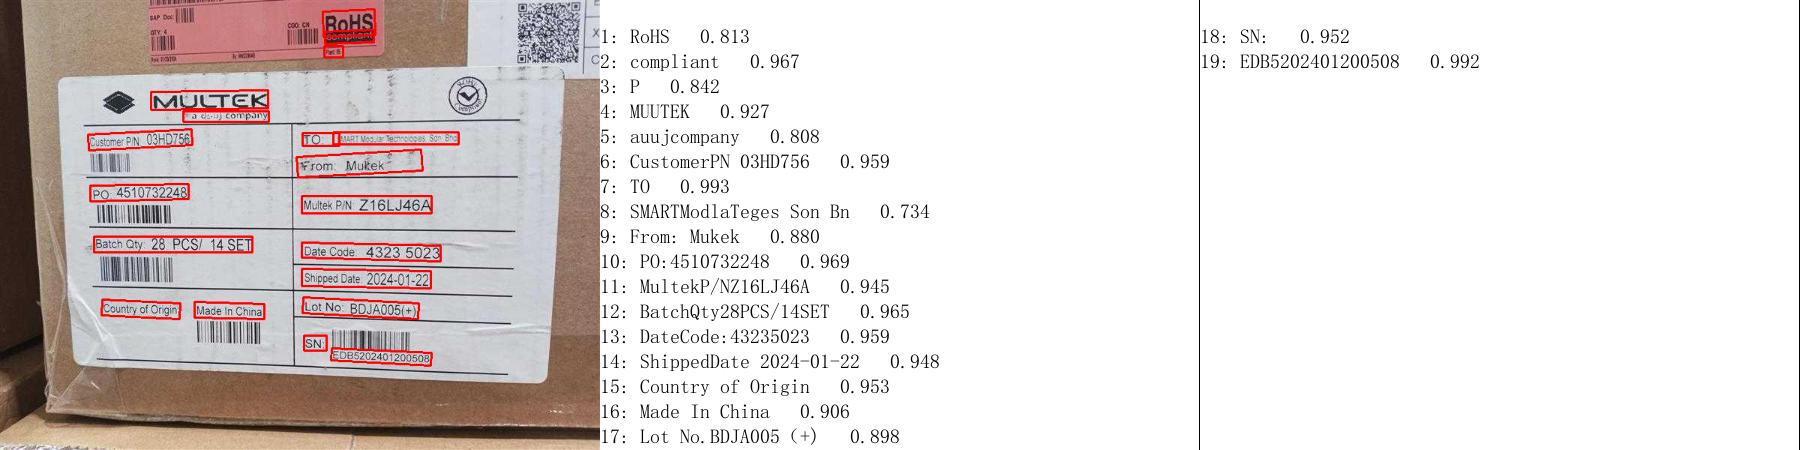 SAP Doc:
QTY: 4
COO: CN
RoHS
compliant
MULTEK
company
Customer P/N: 03HD756
TO: SMART Modular Technologies Sdn Bhd
From: Multek
PO: 4510732248
Multek P/N: Z16LJ46A
Batch Qty: 28 PCS/ 14 SET
Date Code: 4323 5023
Shipped Date: 2024-01-22
Country of Origin:
Made In China
Lot No: BDJA005(+)
SN:
EDB5202401200508
1: RoHS 0.813
2: compliant 0.967
3: P 0.842
4: MUUTEK 0.927
5: auujcompany 0.808
6: CustomerPN 03HD756 0.959
7: TO 0.993
8: SMARTModlaTeges Son Bn 0.734
9: From: Mukek 0.880
10: PO:4510732248 0.969
11: MultekP/NZ16LJ46A 0.945
12: BatchQty28PCS/14SET 0.965
13: DateCode:43235023 0.959
14: ShippedDate 2024-01-22 0.948
15: Country of Origin 0.953
16: Made In China 0.906
17: Lot No.BDJA005 (+) 0.898
18: SN: 0.952
19: EDB5202401200508 0.992